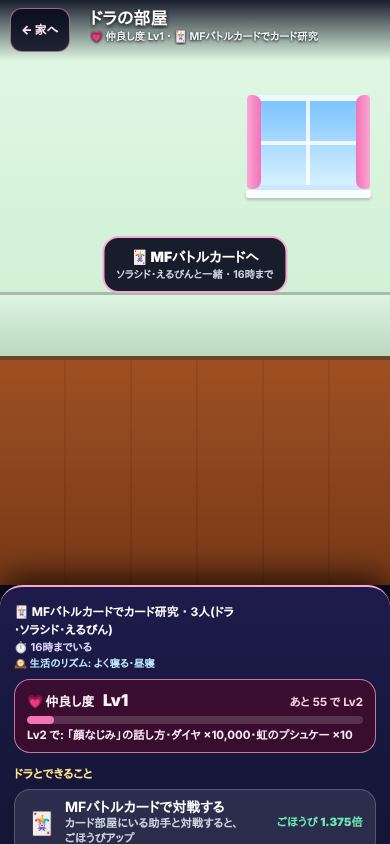 ← 家へ
ドラの部屋
💗 仲良し度 Lv1・🃏 MFバトルカードでカード研究
🃏 MFバトルカードへ
ソラシド・えるぴんと一緒・16時まで
🃏 MFバトルカードでカード研究・3人(ドラ
・ソラシド・えるぴん)
⏱️ 16時までいる
🕰️ 生活のリズム: よく寝る・昼寝
💗 仲良し度 Lv1 あと 55 で Lv2
Lv2 で: 「顔なじみ」の話し方・ダイヤ ×10,000・虹のプシュケー ×10
ドラとできること
🃏 MFバトルカードで対戦する
カード部屋にいる助手と対戦すると、
ごほうびアップ
ごほうび 1.375倍